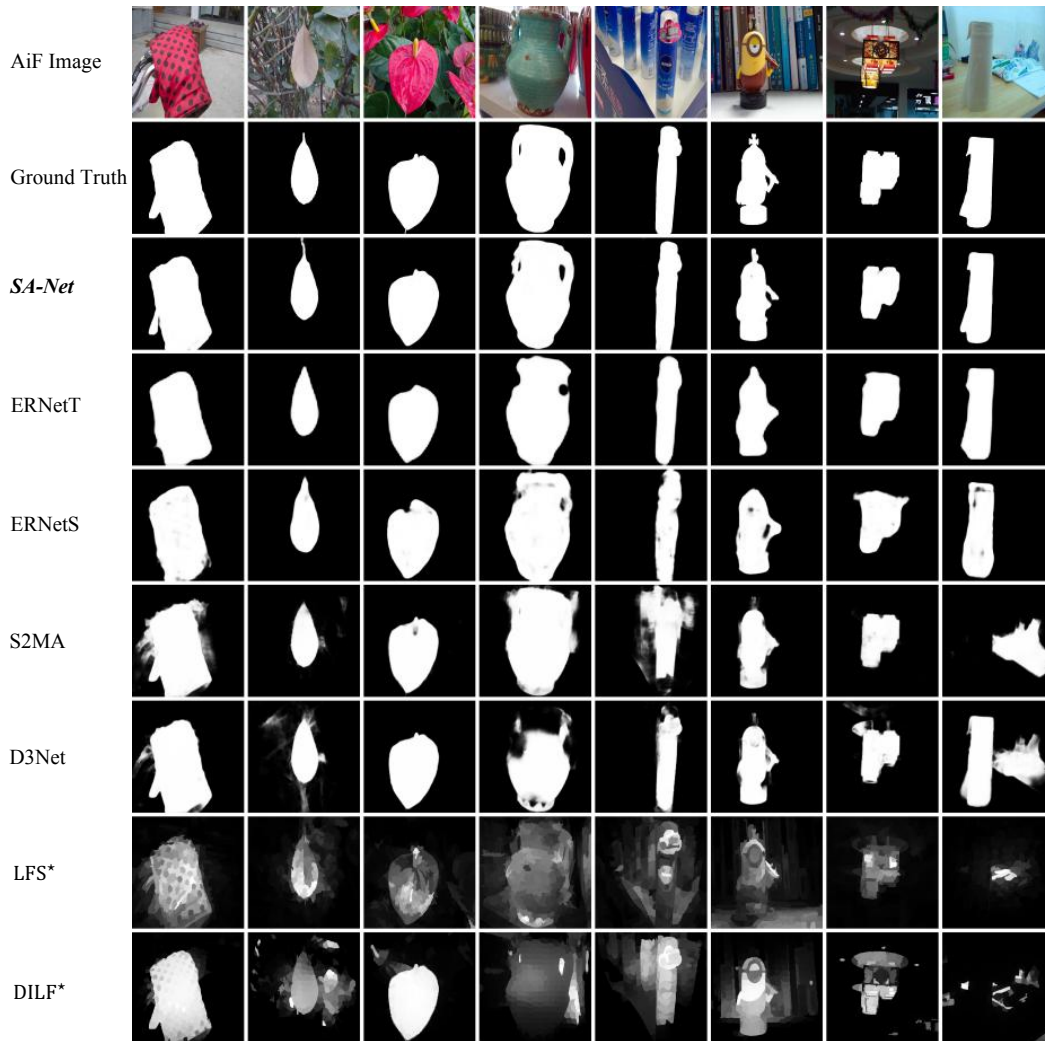 AiF Image
Ground Truth
SA-Net
ERNetT
ERNetS
S2MA
D3Net
LFS★
DILF★